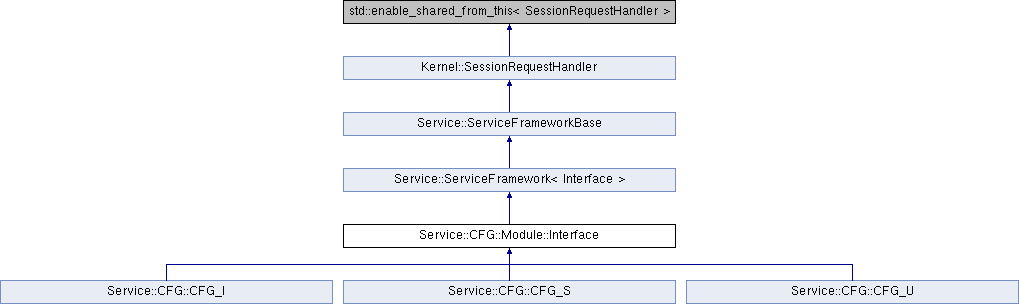 std::enable_shared_from_this< SessionRequestHandler >
Kernel::SessionRequestHandler
Service::ServiceFrameworkBase
Service::ServiceFramework< Interface >
Service::CFG::Module::Interface
Service::CFG::CFG_I
Service::CFG::CFG_S
Service::CFG::CFG_U